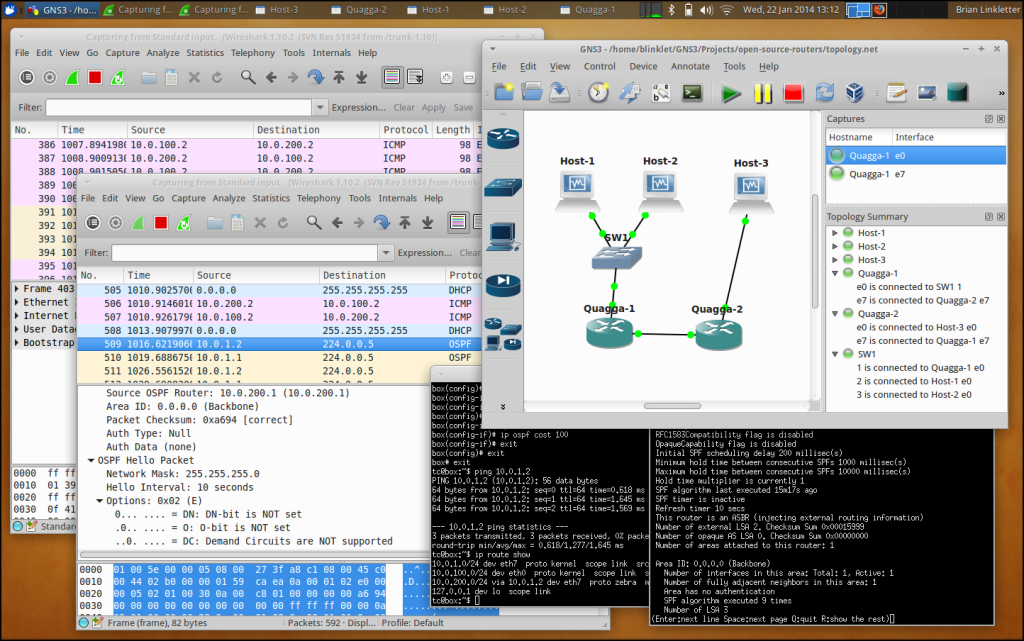 GNS3 - /ho...
Capturing f...
Capturing f...
Host-3
Quagga-2
Host-1
Host-2
Quagga-1
Wed, 22 Jan 2014 13:12
Brian Linkletter
Capturing from Standard input [Wireshark 1.10.2 (SVN Rev 51934 from /trunk-1.10)]
File Edit View Go Capture Analyze Statistics Telephony Tools Internals Help
Filter: Expression... Clear Apply Save
No. Time Source Destination Protocol Length
386 1007.8941980 10.0.100.2 10.0.200.2 ICMP 98
387 1008.9009130 10.0.100.2 10.0.200.2 ICMP 98
388
389 100
390 100
391 101
392 101
393 101
394 101
395 101
396 101
Frame 403
Ethernet
Internet
User Data
Bootstrap
0000 ff ff
0010 01 39
0020 ff ff
0030
0040 0f 41
Standard
Capturing from Standard input [Wireshark 1.10.2 (SVN Rev 51934 from /trunk-
File Edit View Go Capture Analyze Statistics Telephony Tools Internals Help
Filter: Expression... Clear
No. Time Source Destination Protoc
505 1010.9025700 0.0.0.0 255.255.255.255 DHCP
506 1010.9146010 10.0.200.2 10.0.100.2 ICMP
507 1010.9261790 10.0.100.2 10.0.200.2 ICMP
508 1013.9079970 0.0.0.0 255.255.255.255 DHCP
509 1016.6219060 10.0.1.2 224.0.0.5 OSPF
510 1019.6886750 10.0.1.1 224.0.0.5 OSPF
511 1026.5561520 10.0.1.2 224.0.0.5
Source OSPF Router: 10.0.200.1 (10.0.200.1)
Area ID: 0.0.0.0 (Backbone)
Packet Checksum: 0xa694 [correct]
Auth Type: Null
Auth Data (none)
OSPF Hello Packet
Network Mask: 255.255.255.0
Hello Interval: 10 seconds
Options: 0x02 (E)
0... .... = DN: DN-bit is NOT set
.0.. .... = O: O-bit is NOT set
..0. .... = DC: Demand Circuits are NOT supported
0000 01 00 5e 00 00 05 08 00 27 3f a8 c1 08 00 45 c0
0010 00 44 02 b0 00 00 01 59 ca ea 0a 00 01 02 e0 00
0020 00 05 02 01 00 30 0a 00 c8 01 00 00 00 00 a6 94
0030 00 00 00 00 00 00 00 00 00 00 ff ff ff 00 00 0a
Frame (frame), 82 bytes
Packets: 592 · Displ...
Profile: Default
GNS3 - /home/blinklet/GNS3/Projects/open-source-routers/topology.net
File Edit View Control Device Annotate Tools Help
Host-1
Host-2
Host-3
SW1
Quagga-1
Quagga-2
Captures
Hostname Interface
Quagga-1 e0
Quagga-1 e7
Topology Summary
Host-1
Host-2
Host-3
Quagga-1
e0 is connected to SW1 1
e7 is connected to Quagga-2 e7
Quagga-2
e0 is connected to Host-3 e0
e7 is connected to Quagga-1 e7
SW1
1 is connected to Quagga-1 e0
2 is connected to Host-1 e0
3 is connected to Host-2 e0
box(config)#
box(config-if
box(config-if
box(config-if
box(config-if
box(config-if)# ip ospf cost 100
box(config-if)# exit
box(config)# exit
box# exit
tc@box:~$ ping 10.0.1.2
PING 10.0.1.2 (10.0.1.2): 56 data bytes
64 bytes from 10.0.1.2: seq=0 ttl=64 time=0.618 ms
64 bytes from 10.0.1.2: seq=1 ttl=64 time=1.645 ms
64 bytes from 10.0.1.2: seq=2 ttl=64 time=1.569 ms
--- 10.0.1.2 ping statistics ---
3 packets transmitted, 3 packets received, 0% packe
round-trip min/avg/max = 0.618/1.277/1.645 ms
tc@box:~$ ip route show
10.0.1.0/24 dev eth7 proto kernel scope link src
10.0.100.0/24 dev eth0 proto kernel scope link s
10.0.200.0/24 via 10.0.1.2 dev eth7 proto zebra m
127.0.0.1 dev lo scope link
tc@box:~$
RFC1583Compatibility flag is disabled
OpaqueCapability flag is disabled
Initial SPF scheduling delay 200 millisec(s)
Minimum hold time between consecutive SPFs 1000 millisec(s)
Maximum hold time between consecutive SPFs 10000 millisec(s)
Hold time multiplier is currently 1
SPF algorithm last executed 15m17s ago
SPF timer is inactive
Refresh timer 10 secs
This router is an ASBR (injecting external routing information)
Number of external LSA 2. Checksum Sum 0x00015999
Number of opaque AS LSA 0. Checksum Sum 0x00000000
Number of areas attached to this router: 1
Area ID: 0.0.0.0 (Backbone)
Number of interfaces in this area: Total: 1, Active: 1
Number of fully adjacent neighbors in this area: 1
Area has no authentication
SPF algorithm executed 9 times
Number of LSA 3
(Enter:next line Space:next page Q:quit R:show the rest)